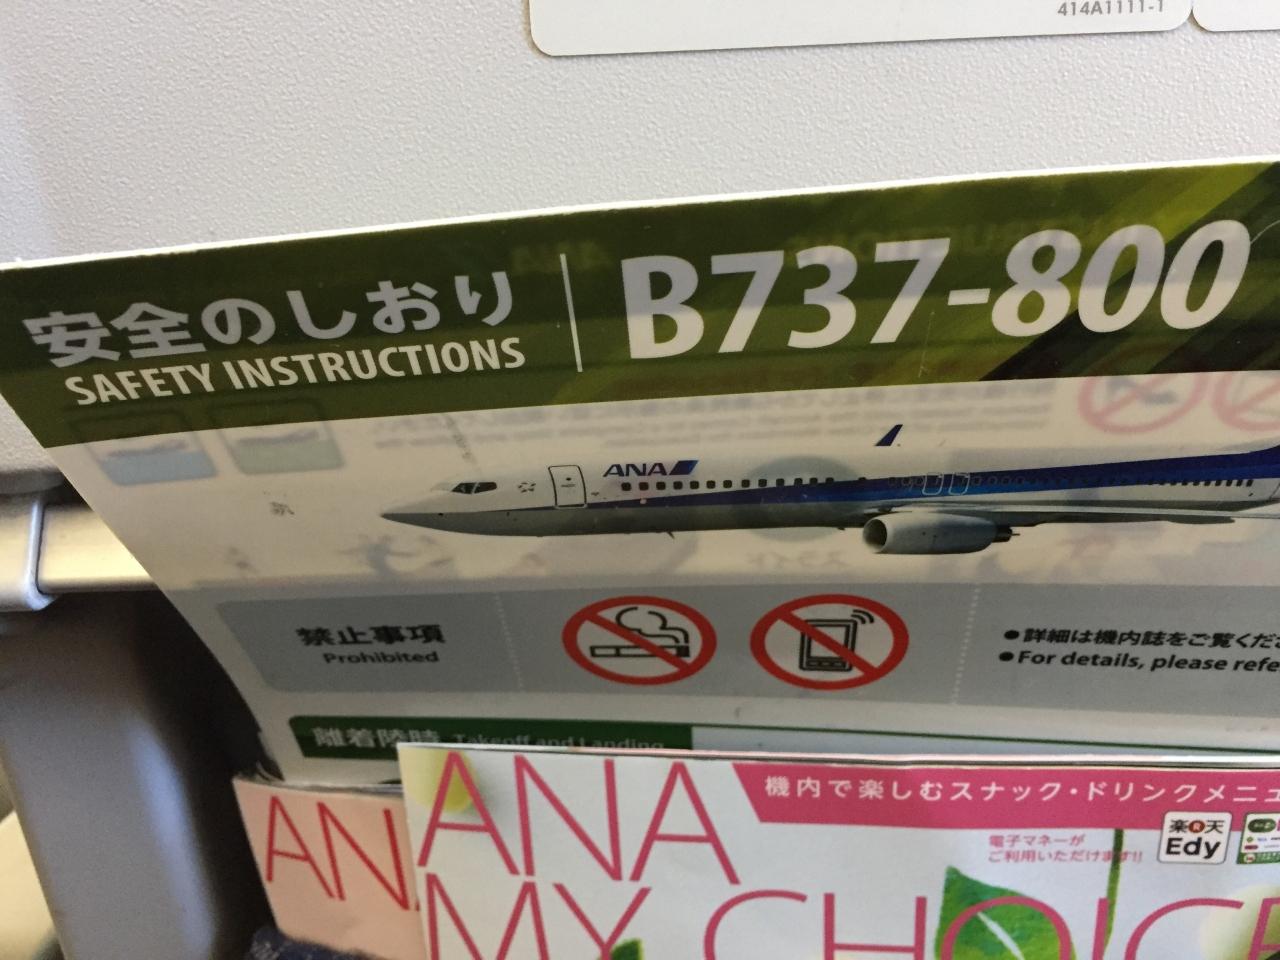 414A1111-1
安全のしおり
SAFETY INSTRUCTIONS
B737-800
ANA
禁止事項
Prohibited
●詳細は機内誌をご覧くだ
●For details, please refe
離着陸時 Takeoff and Landing
AN
ANA
MY CHOICE
機内で楽しむスナック・ドリンクメニュ
電子マネーが
ご利用いただけます!!
楽R天
Edy